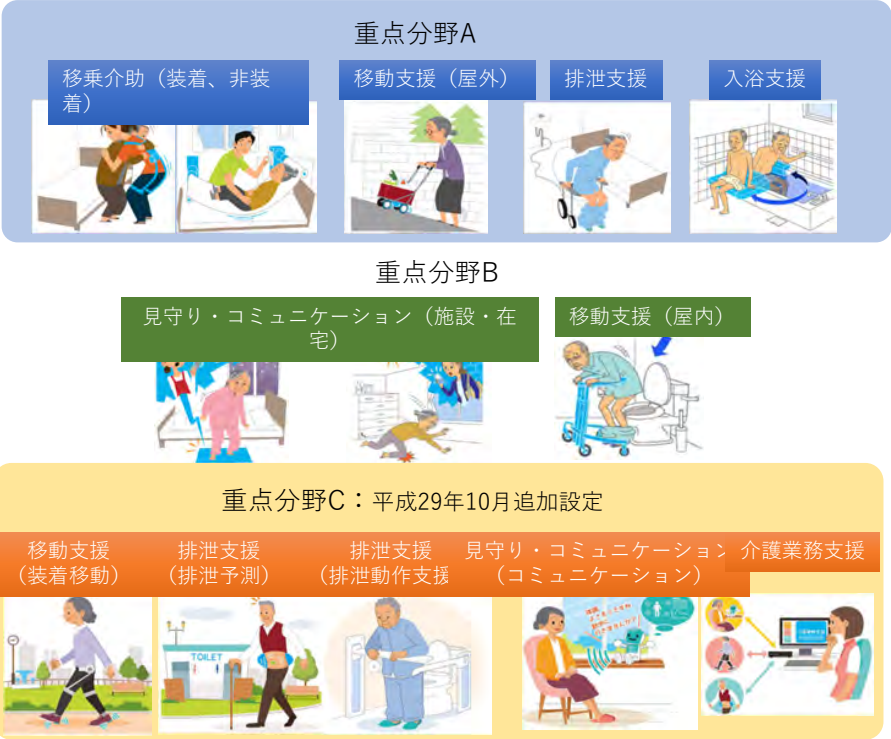 重点分野A
移乗介助（装着、非装
着）
移動支援（屋外）
排泄支援
入浴支援
重点分野B
見守り・コミュニケーション（施設・在
宅）
移動支援（屋内）
重点分野C：平成29年10月追加設定
移動支援
（装着移動）
排泄支援
（排泄予測）
排泄支援
（排泄動作支援
見守り・コミュニケーション
（コミュニケーション）
介護業務支援
TOILET